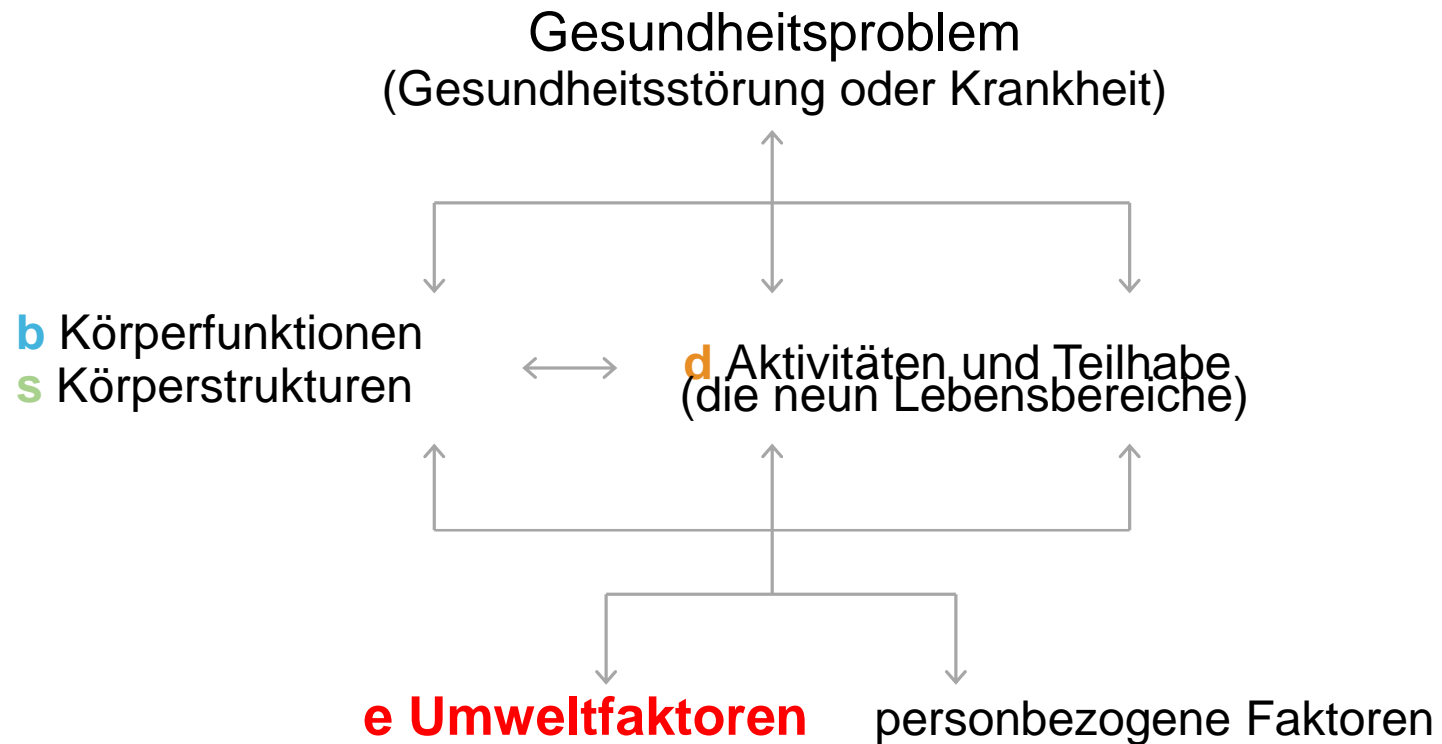 Gesundheitsproblem
(Gesundheitsstörung oder Krankheit)
b Körperfunktionen
s Körperstrukturen
d Aktivitäten und Teilhabe
(die neun Lebensbereiche)
e Umweltfaktoren
personbezogene Faktoren